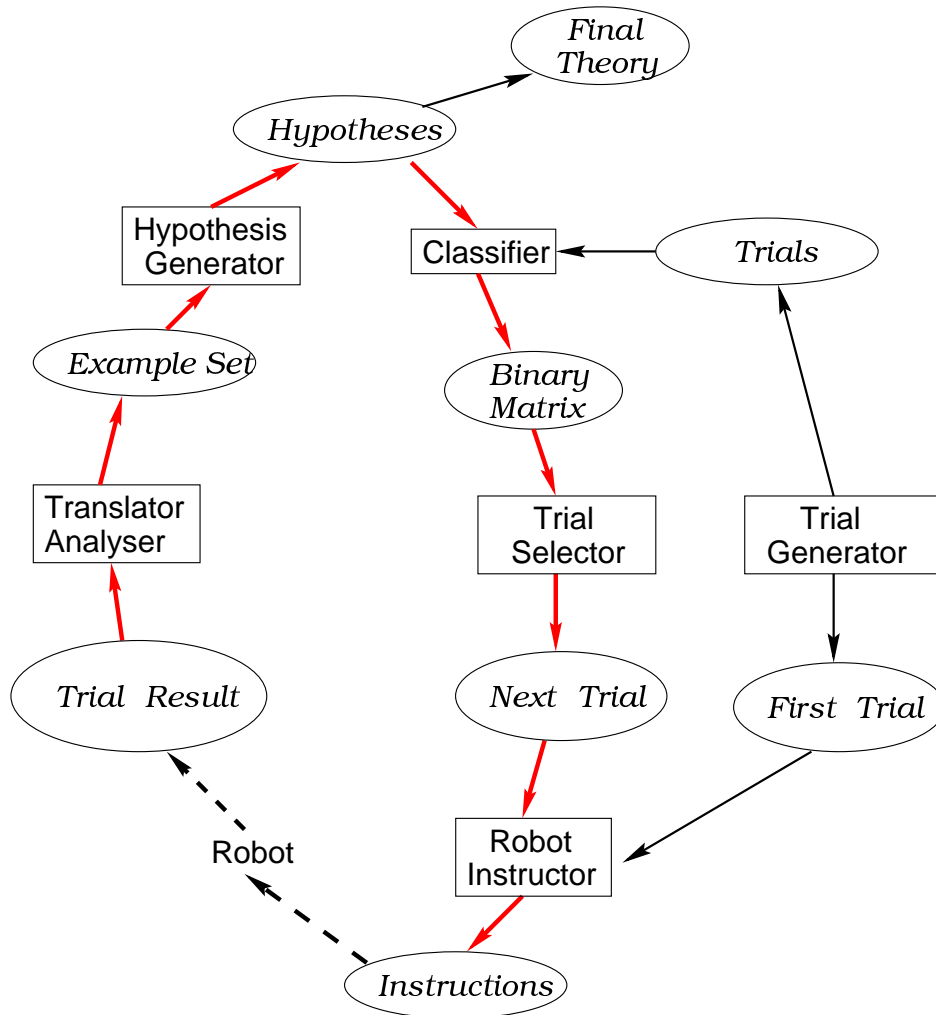 Final
Theory
Hypotheses
Hypothesis
Generator
Classifier
Trials
Example Set
Binary
Matrix
Translator
Analyser
Trial
Selector
Trial
Generator
Trial Result
Next Trial
First Trial
Robot
Robot
Instructor
Instructions